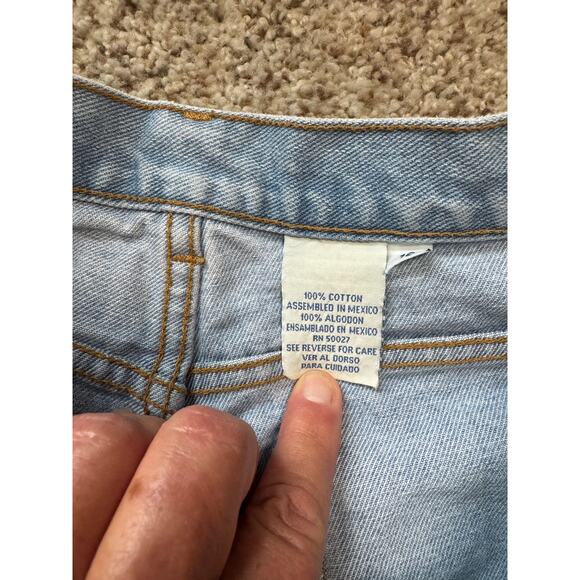 100% COTTON
ASSEMBLED IN MEXICO
100% ALGODON
ENSAMBLADO EN MEXICO
RN 50027
SEE REVERSE FOR CARE
VER AL DORSO
PARA CUIDADO